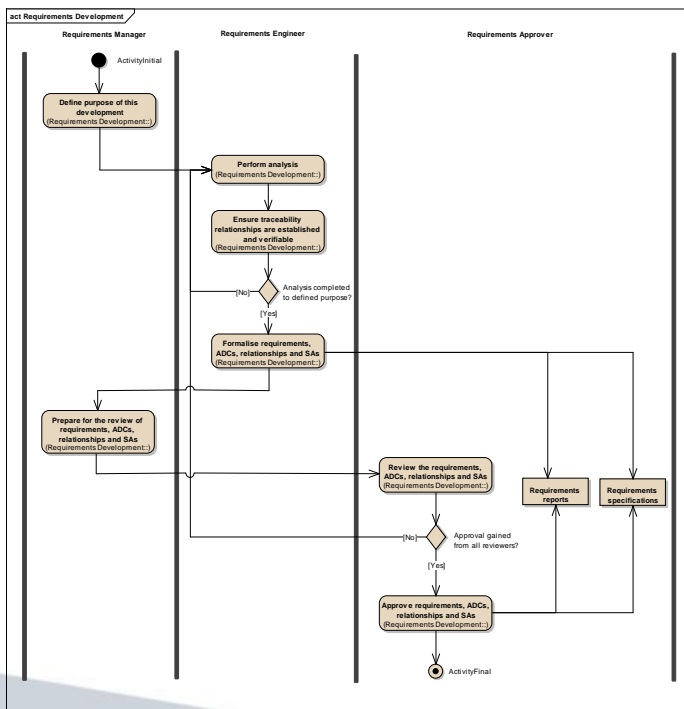 act Requirements Development
Requirements Manager
Requirements Engineer
Requirements Approver
ActivityInitial
Define purpose of this
development
(Requirements Development::)
Perform analysis
(Requirements Development::)
Ensure traceability
relationships are established
and verifiable
(Requirements Development::)
Analysis completed
to defined purpose?
[No]
[Yes]
Formalise requirements,
ADCs, relationships and SAs
(Requirements Development::)
Prepare for the review of
requirements, ADCs,
relationships and SAs
(Requirements Development::)
Review the requirements,
ADCs, relationships and SAs
(Requirements Development::)
Requirements
reports
Requirements
specifications
[No]
Approval gained
from all reviewers?
[Yes]
Approve requirements, ADCs,
relationships and SAs
(Requirements Development::)
ActivityFinal